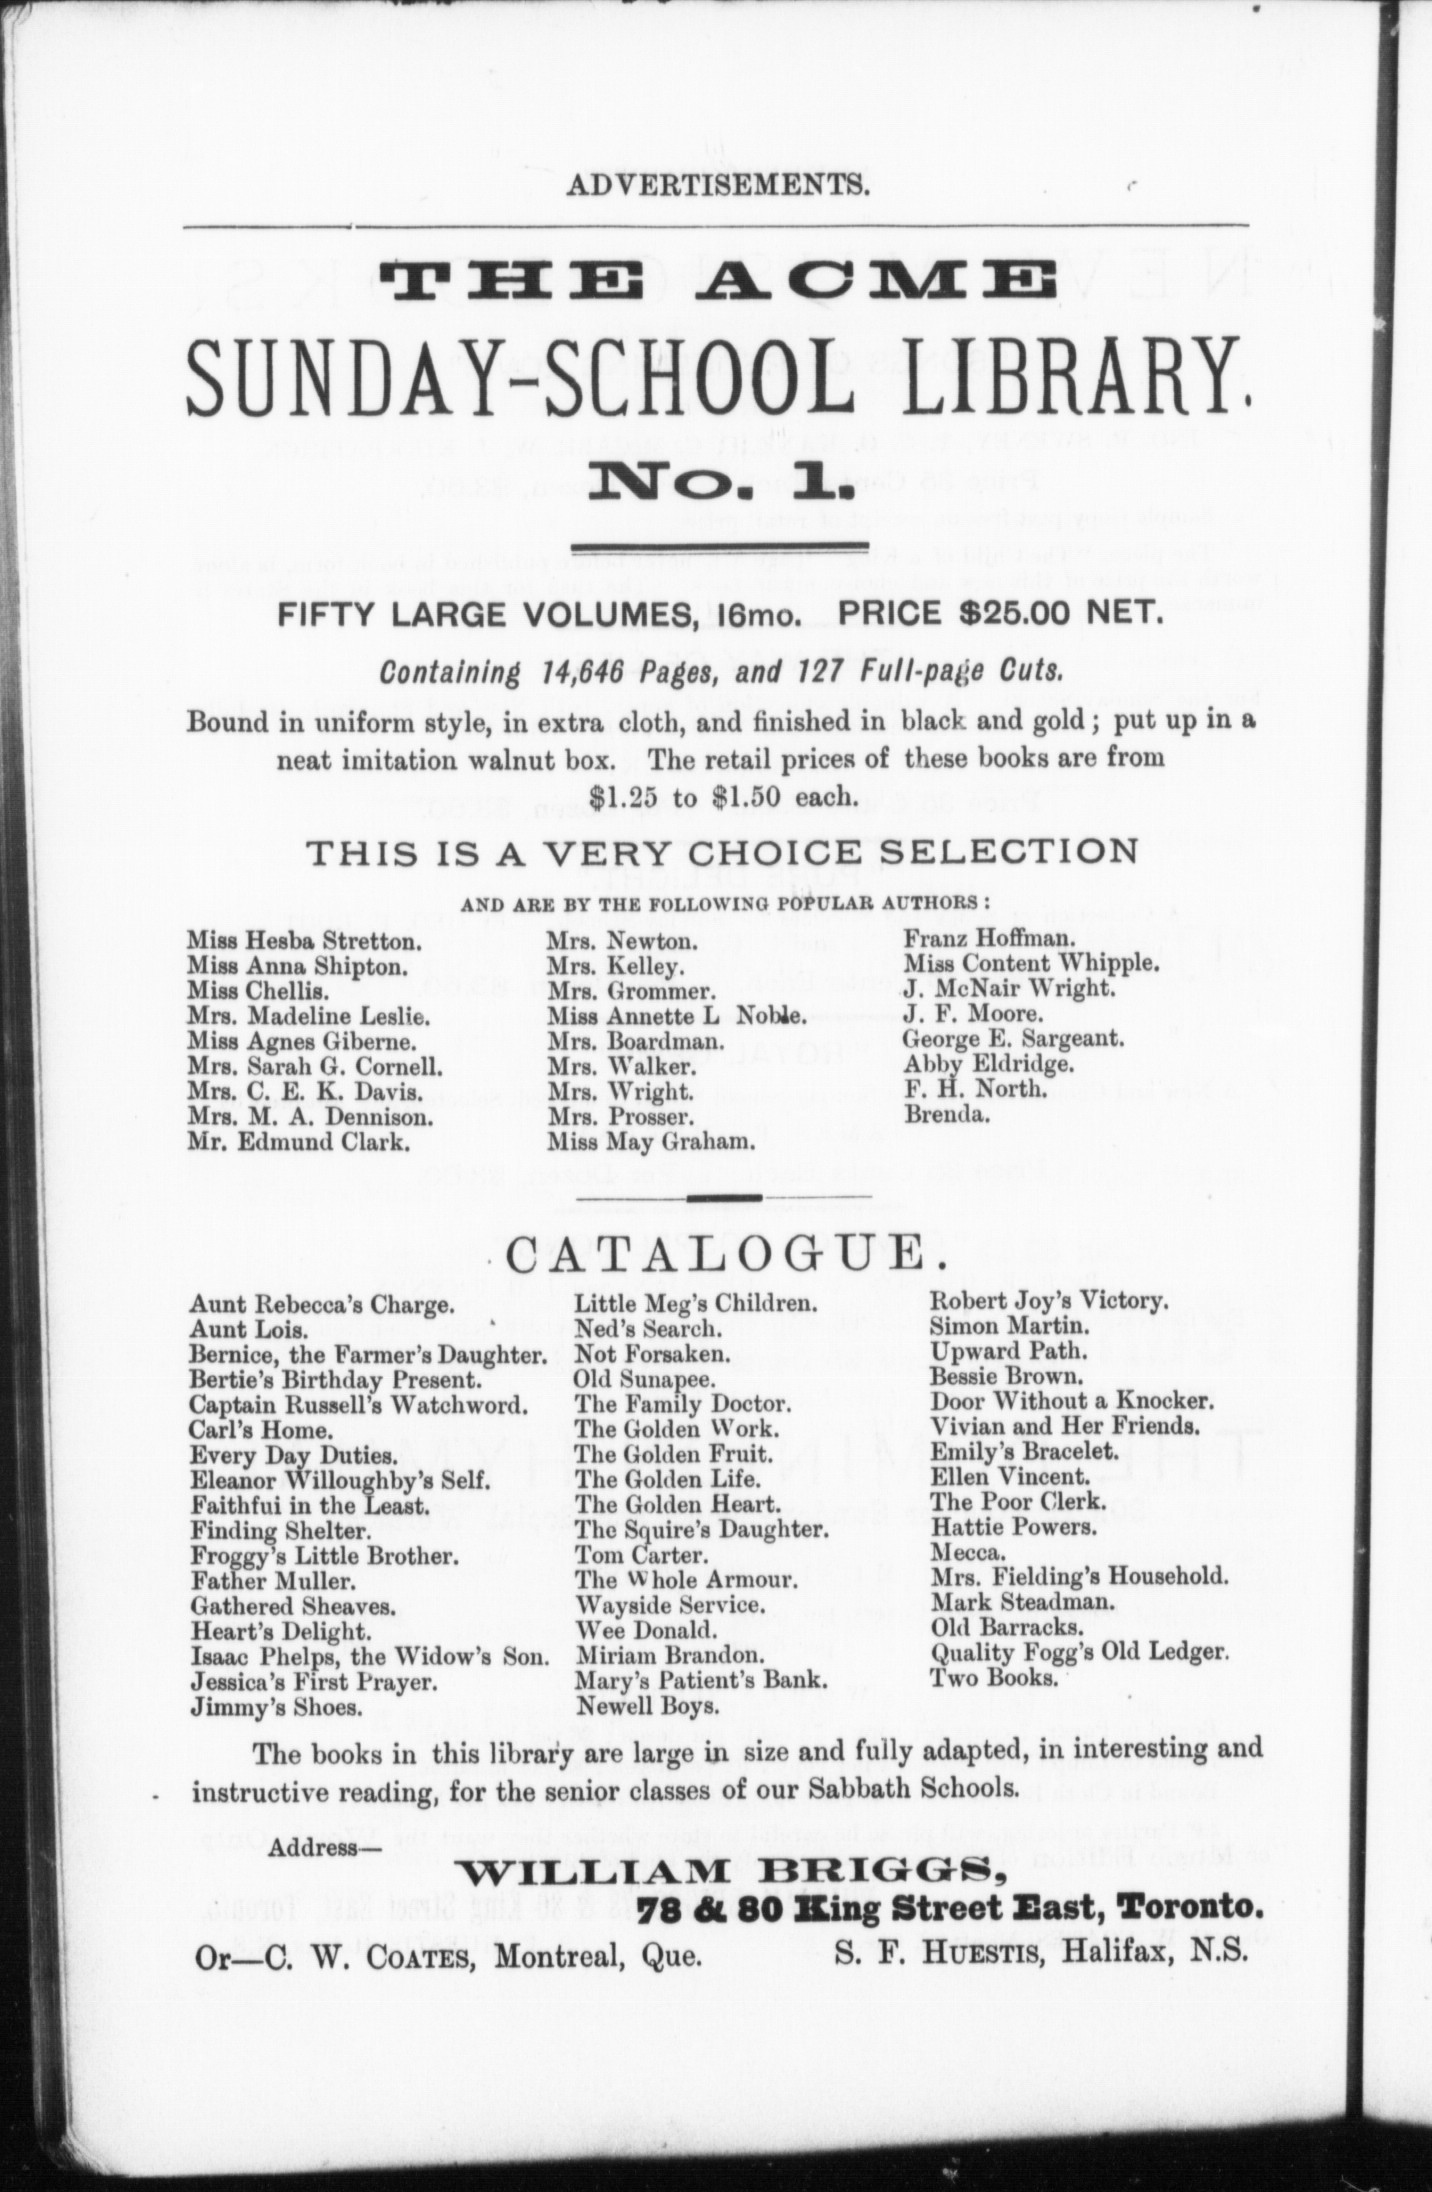 ADVERTISEMENTS.
THE ACME
SUNDAY-SCHOOL LIBRARY.
No. 1.
FIFTY LARGE VOLUMES, 16mo. PRICE $25.00 NET.
Containing 14,646 Pages, and 127 Full-page Cuts.
Bound in uniform style, in extra cloth, and finished in black and gold; put up in a
neat imitation walnut box. The retail prices of these books are from
$1.25 to $1.50 each.
THIS IS A VERY CHOICE SELECTION
AND ARE BY THE FOLLOWING POPULAR AUTHORS:
Miss Hesba Stretton.
Miss Anna Shipton.
Miss Chellis.
Mrs. Madeline Leslie.
Miss Agnes Giberne.
Mrs. Sarah G. Cornell.
Mrs. C. E. K. Davis.
Mrs. M. A. Dennison.
Mr. Edmund Clark.
Mrs. Newton.
Mrs. Kelley.
Mrs. Grommer.
Miss Annette L Noble.
Mrs. Boardman.
Mrs. Walker.
Mrs. Wright.
Mrs. Prosser.
Miss May Graham.
Franz Hoffman.
Miss Content Whipple.
J. McNair Wright.
J. F. Moore.
George E. Sargeant.
Abby Eldridge.
F. H. North.
Brenda.
CATALOGUE.
Aunt Rebecca's Charge.
Aunt Lois.
Bernice, the Farmer's Daughter.
Bertie's Birthday Present.
Captain Russell's Watchword.
Carl's Home.
Every Day Duties.
Eleanor Willoughby's Self.
Faithful in the Least.
Finding Shelter.
Froggy's Little Brother.
Father Muller.
Gathered Sheaves.
Heart's Delight.
Isaac Phelps, the Widow's Son.
Jessica's First Prayer.
Jimmy's Shoes.
Little Meg's Children.
Ned's Search.
Not Forsaken.
Old Sunapee.
The Family Doctor.
The Golden Work.
The Golden Fruit.
The Golden Life.
The Golden Heart.
The Squire's Daughter.
Tom Carter.
The Whole Armour.
Wayside Service.
Wee Donald.
Miriam Brandon.
Mary's Patient's Bank.
Newell Boys.
Robert Joy's Victory.
Simon Martin.
Upward Path.
Bessie Brown.
Door Without a Knocker.
Vivian and Her Friends.
Emily's Bracelet.
Ellen Vincent.
The Poor Clerk.
Hattie Powers.
Mecca.
Mrs. Fielding's Household.
Mark Steadman.
Old Barracks.
Quality Fogg's Old Ledger.
Two Books.
The books in this library are large in size and fully adapted, in interesting and
instructive reading, for the senior classes of our Sabbath Schools.
Address—
WILLIAM BRIGGS,
78 & 80 King Street East, Toronto.
Or—C. W. COATES, Montreal, Que. S. F. HUESTIS, Halifax, N.S.